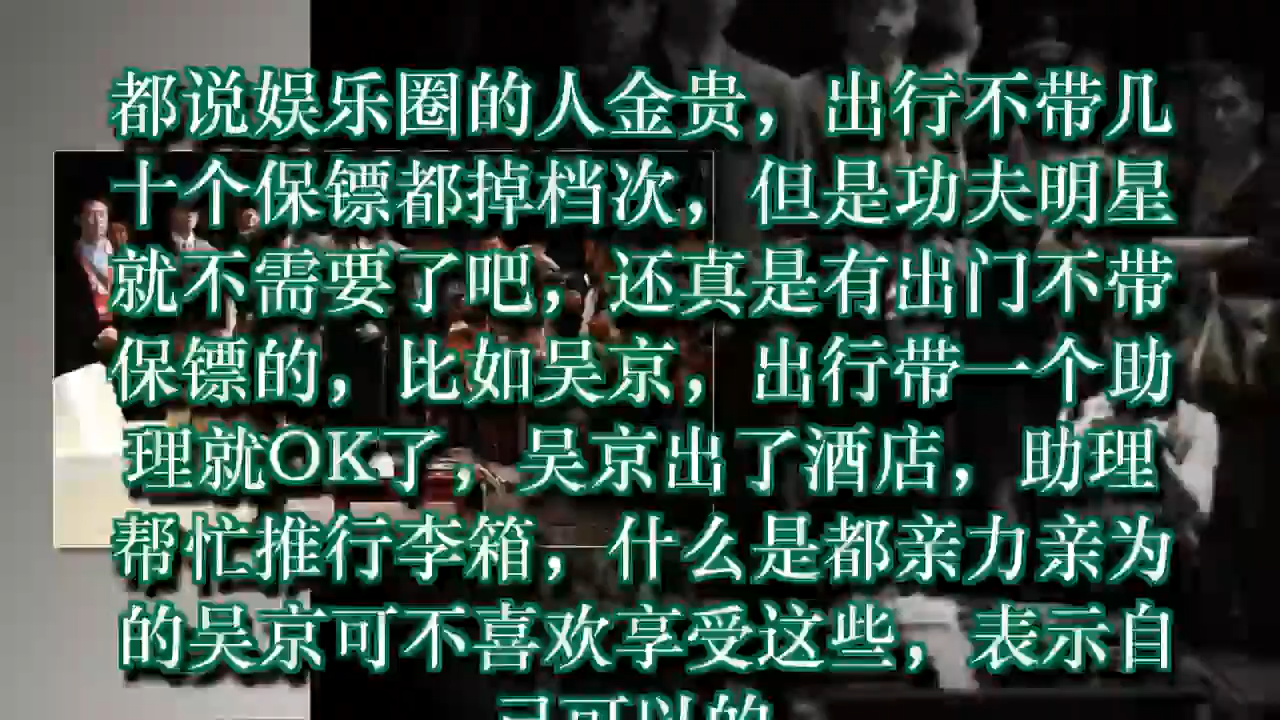 都说娱乐圈的人金贵，出行不带几
十个保镖都掉档次，但是功夫明星
就不需要了吧，还真是有出门不带
保镖的，比如吴京，出行带一个助
理就OK了，吴京出了酒店，助理
帮忙推行李箱，什么是都亲力亲为
的吴京可不喜欢享受这些，表示自
己可以的